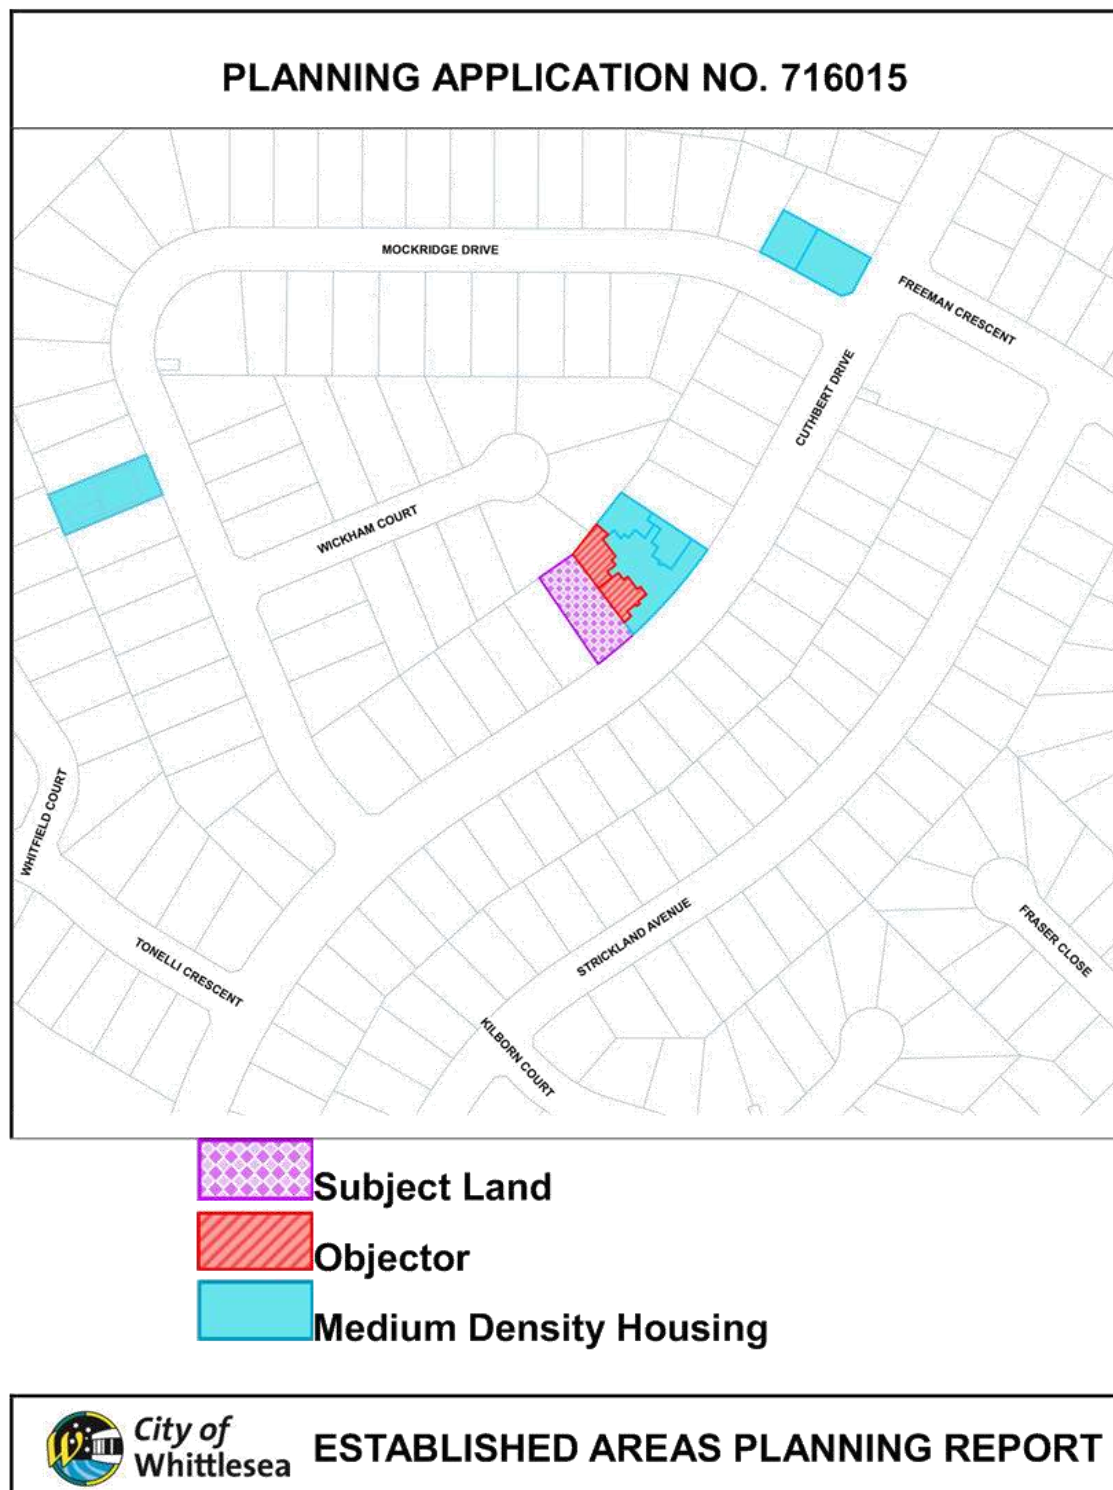 PLANNING APPLICATION NO. 716015
MOCKRIDGE DRIVE
FREEMAN CRESCENT
CUTHBERT DRIVE
WICKHAM COURT
WHITFIELD COURT
STRICKLAND AVENUE
FRASER CLOSE
TONELLI CRESCENT
KILBORN COURT
Subject Land
Objector
Medium Density Housing
City of
Whittlesea
ESTABLISHED AREAS PLANNING REPORT